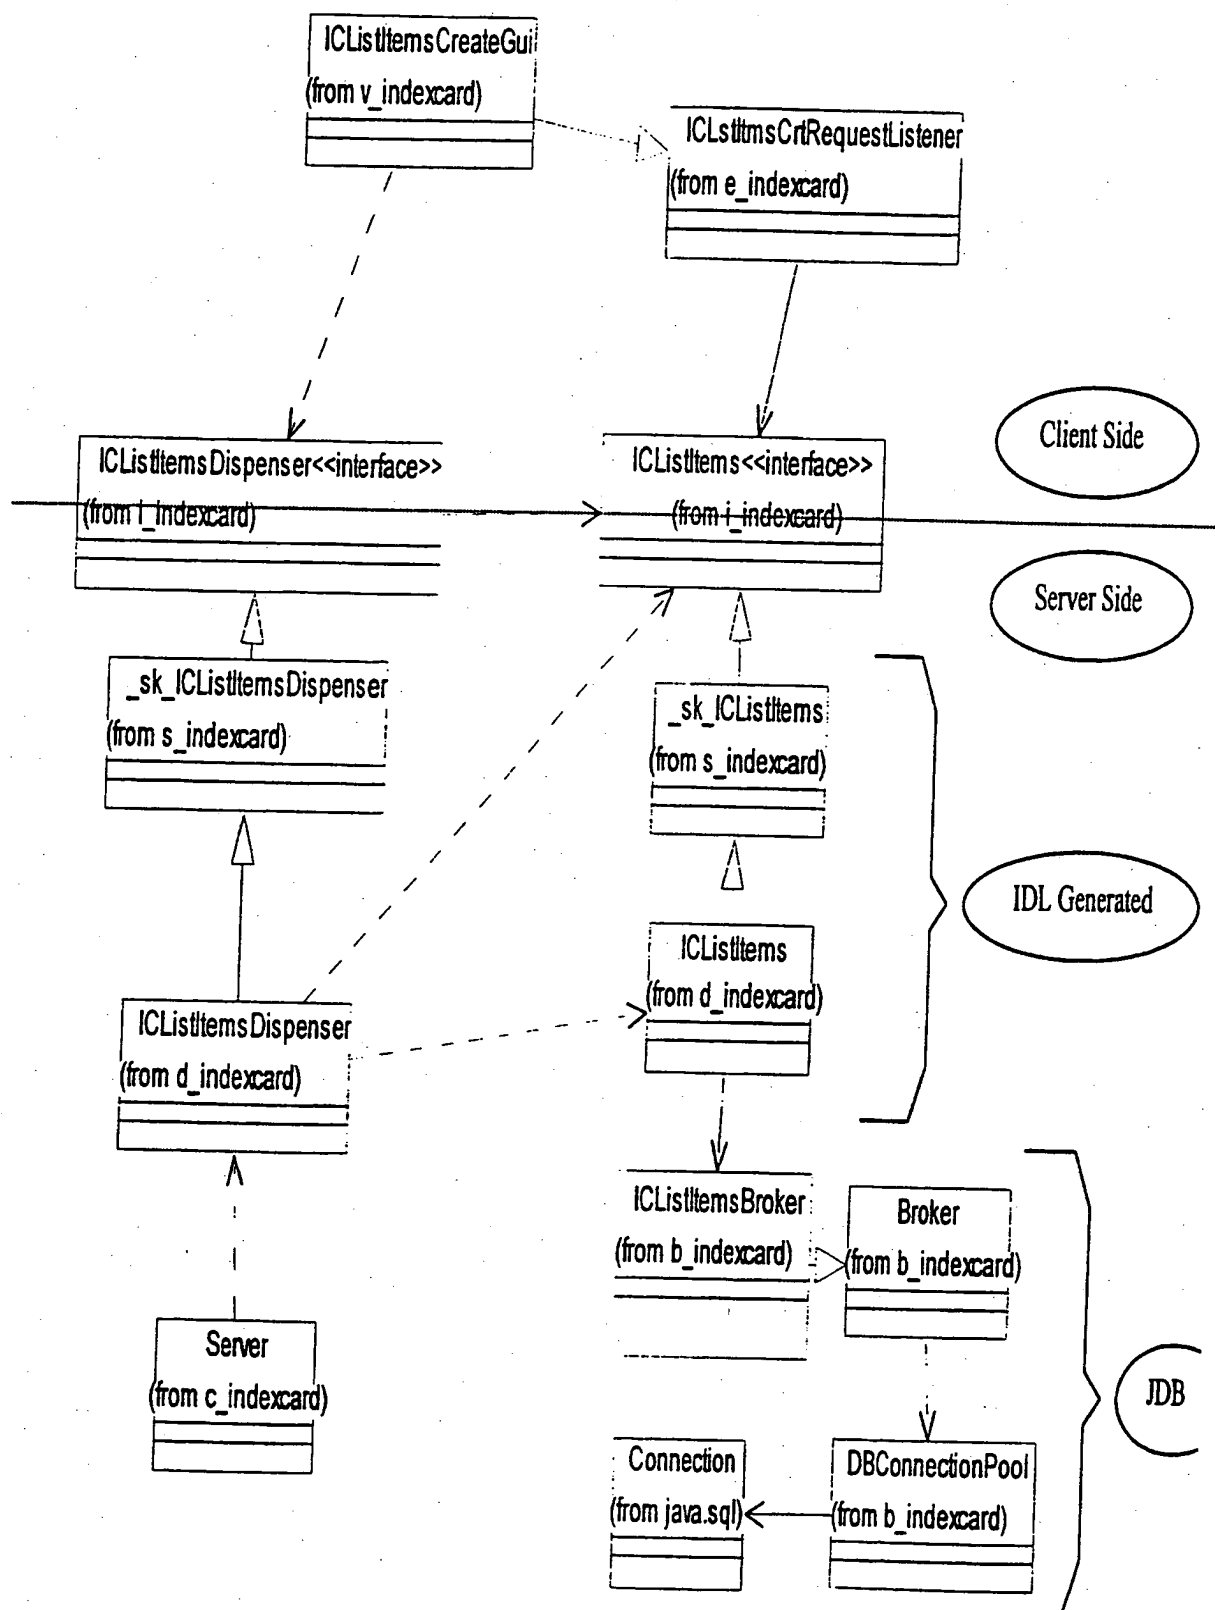 ICListItemsCreateGui
(from v_indexcard)
ICLstItmsCrtRequestListener
(from e_indexcard)
Client Side
ICListItemsDispenser<<interface>>
(from i_indexcard)
ICListItems<<interface>>
(from i_indexcard)
Server Side
_sk_ICListItemsDispenser
(from s_indexcard)
_sk_ICListItems
(from s_indexcard)
IDL Generated
ICListItems
(from d_indexcard)
ICListItemsDispenser
(from d_indexcard)
ICListItemsBroker
(from b_indexcard)
Broker
(from b_indexcard)
Server
(from c_indexcard)
JDB
Connection
(from java.sql)
DBConnectionPool
(from b_indexcard)